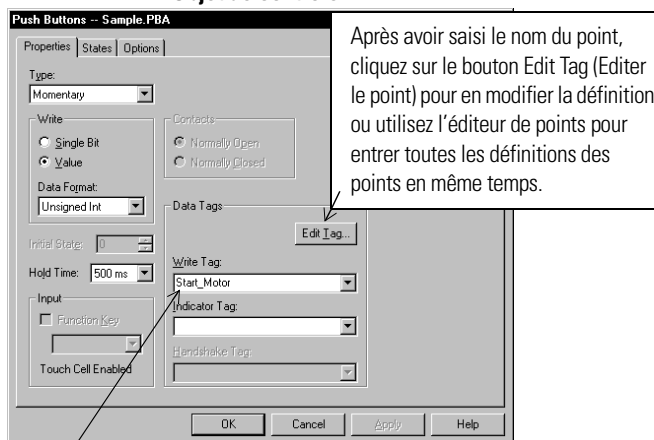 Push Buttons -- Sample.PBA
Properties States Options
Type:
Momentary
Write
Single Bit
Value
Data Format:
Unsigned Int
Contacts
Normally Open
Normally Closed
Initial State: 0
Hold Time: 500 ms
Input
Function Key
Touch Cell Enabled
Data Tags
Edit Tag...
Write Tag:
Start_Motor
Indicator Tag:
Handshake Tag:
OK Cancel Apply Help
Après avoir saisi le nom du point,
cliquez sur le bouton Edit Tag (Editer
le point) pour en modifier la définition
ou utilisez l'éditeur de points pour
entrer toutes les définitions des
points en même temps.